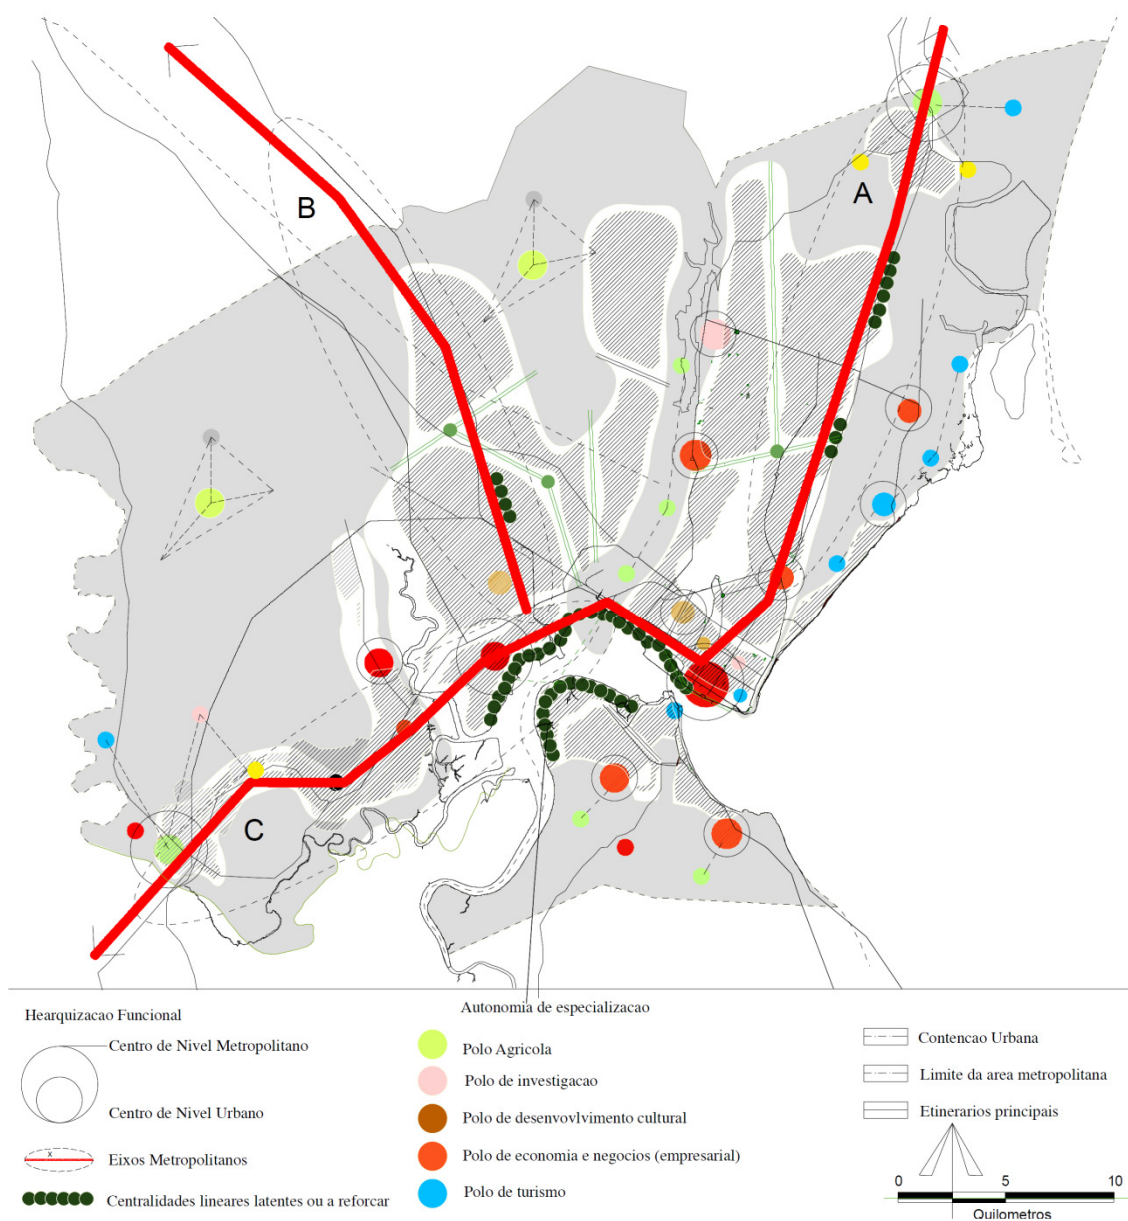 B
A
C
Hearquizacao Funcional
Centro de Nivel Metropolitano
Centro de Nivel Urbano
x
Eixos Metropolitanos
Centralidades lineares latentes ou a reforcar
Autonomia de especializacao
Polo Agricola
Polo de investigacao
Polo de desenvovlvimento cultural
Polo de economia e negocios (empresarial)
Polo de turismo
Contencao Urbana
Limite da area metropolitana
Etinerarios principais
0 5 10
Quilometros